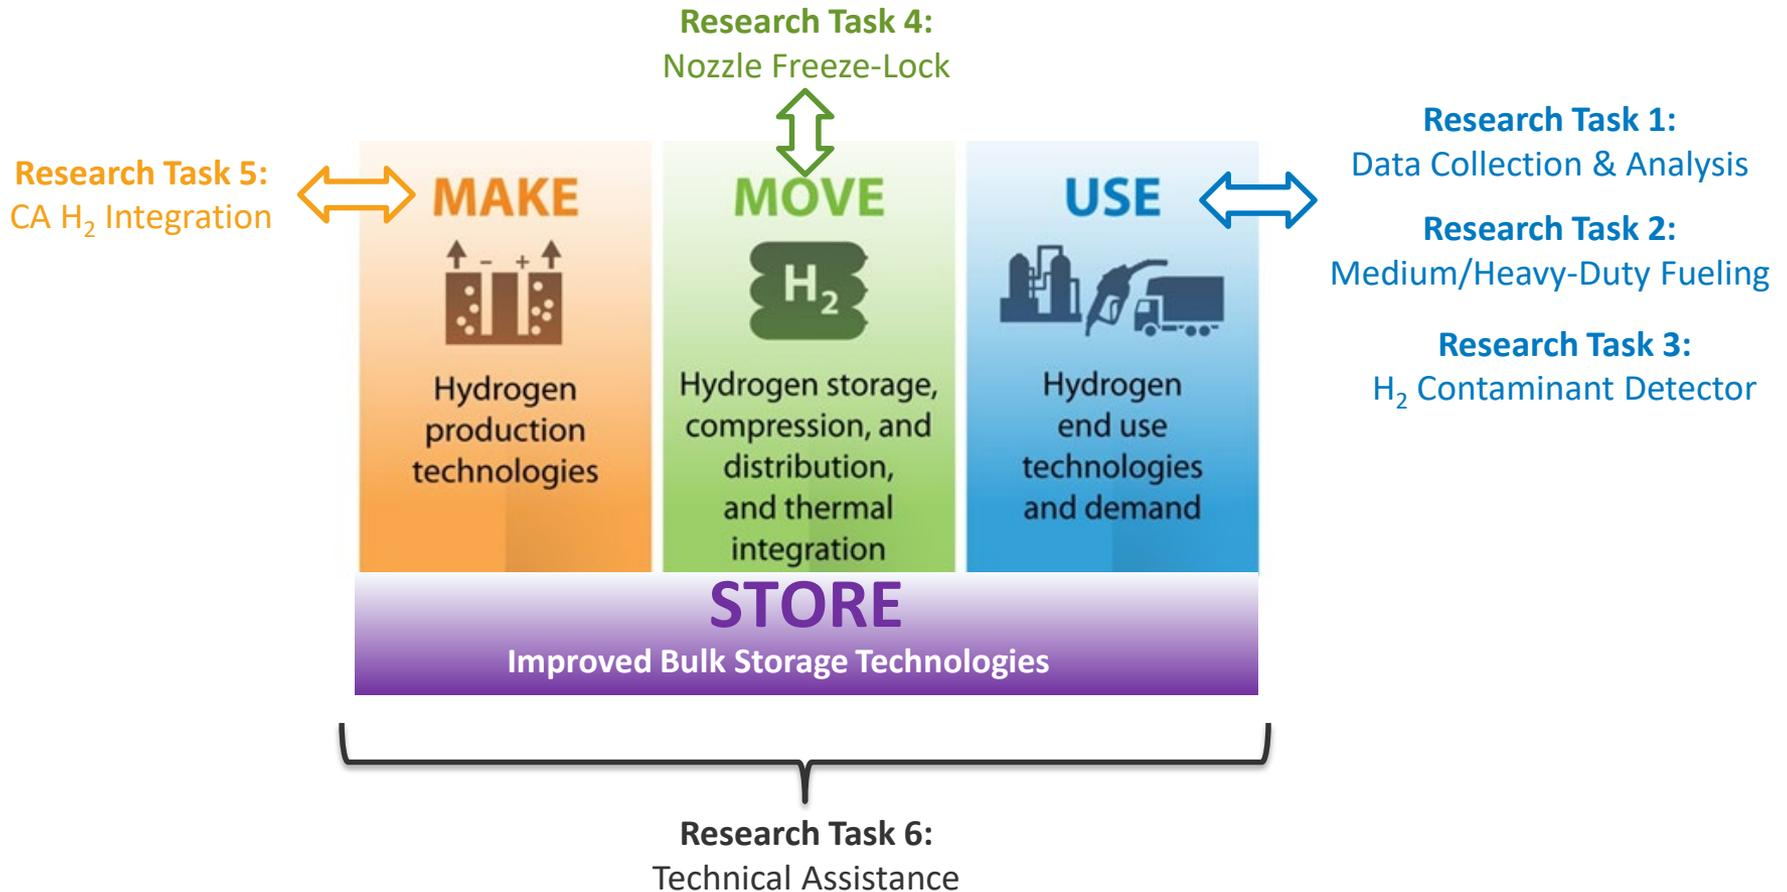 Research Task 4:
Nozzle Freeze-Lock
Research Task 5:
CA H₂ Integration
MAKE
- +
Hydrogen
production
technologies
MOVE
H₂
Hydrogen storage,
compression, and
distribution,
and thermal
integration
USE
Hydrogen
end use
technologies
and demand
Research Task 1:
Data Collection & Analysis
Research Task 2:
Medium/Heavy-Duty Fueling
Research Task 3:
H₂ Contaminant Detector
STORE
Improved Bulk Storage Technologies
Research Task 6:
Technical Assistance